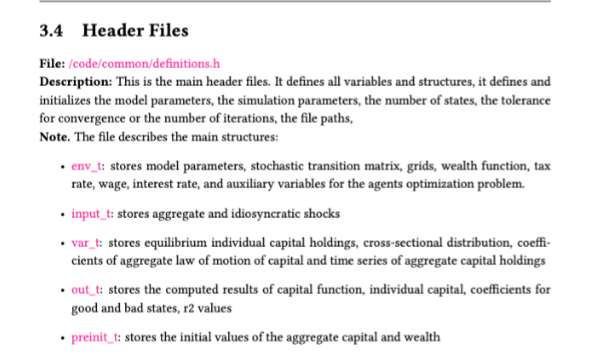 3.4 Header Files
File: /code/common/definitions.h
Description: This is the main header files. It defines all variables and structures, it defines and
initializes the model parameters, the simulation parameters, the number of states, the tolerance
for convergence or the number of iterations, the file paths,
Note. The file describes the main structures:
• env_t: stores model parameters, stochastic transition matrix, grids, wealth function, tax
rate, wage, interest rate, and auxiliary variables for the agents optimization problem.
• input_t: stores aggregate and idiosyncratic shocks
• var_t: stores equilibrium individual capital holdings, cross-sectional distribution, coeffi-
cients of aggregate law of motion of capital and time series of aggregate capital holdings
• out_t: stores the computed results of capital function, individual capital, coefficients for
good and bad states, r2 values
• preinit_t: stores the initial values of the aggregate capital and wealth